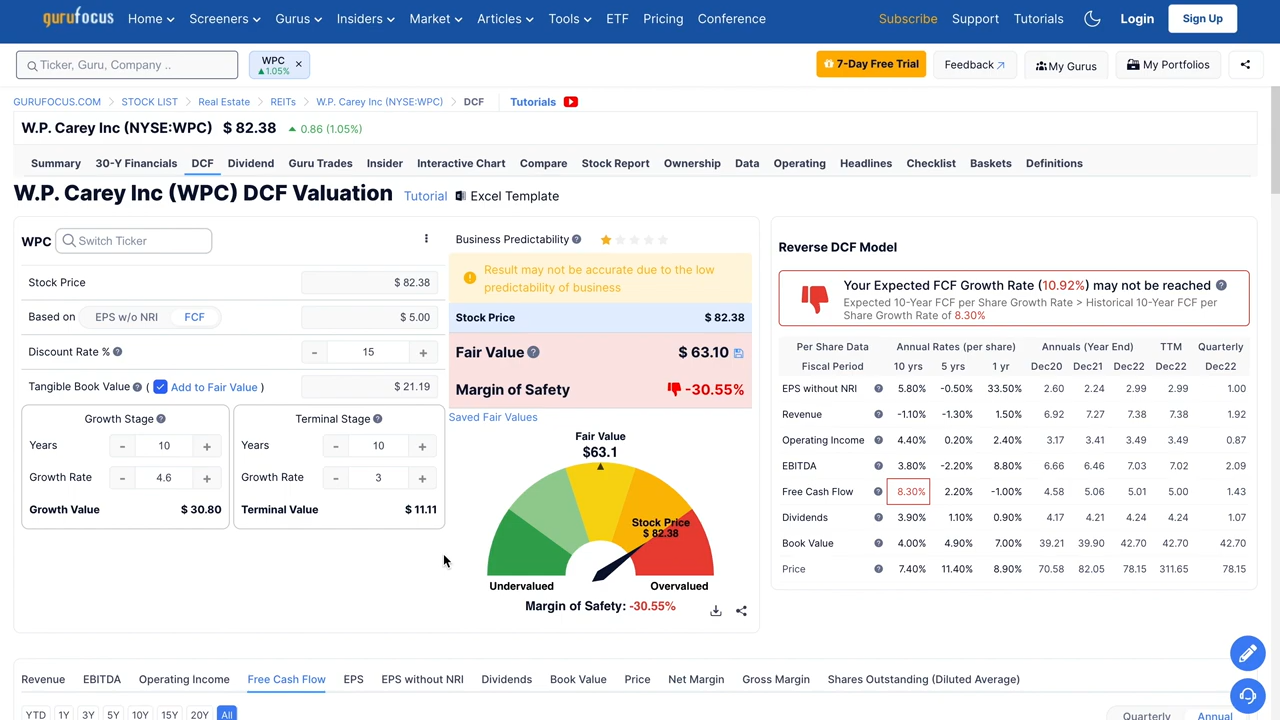 gurufocus Home Screeners Gurus Insiders Market Articles Tools ETF Pricing Conference Subscribe Support Tutorials Login Sign Up
Ticker, Guru, Company .. WPC × ▲1.05% 7-Day Free Trial Feedback My Gurus My Portfolios
GURUFOCUS.COM STOCK LIST Real Estate REITs W.P. Carey Inc (NYSE:WPC) DCF Tutorials
W.P. Carey Inc (NYSE:WPC) $ 82.38 0.86 (1.05%)
Summary 30-Y Financials DCF Dividend Guru Trades Insider Interactive Chart Compare Stock Report Ownership Data Operating Headlines Checklist Baskets Definitions
W.P. Carey Inc (WPC) DCF Valuation Tutorial Excel Template
WPC Switch Ticker
Stock Price $ 82.38
Based on EPS w/o NRI FCF $ 5.00
Discount Rate % - 15 +
Tangible Book Value ( Add to Fair Value ) $ 21.19
Growth Stage
Years - 10 +
Growth Rate - 4.6 +
Growth Value $ 30.80
Terminal Stage
Years - 10 +
Growth Rate - 3 +
Terminal Value $ 11.11
Business Predictability
Result may not be accurate due to the low
predictability of business
Stock Price $ 82.38
Fair Value $ 63.10
Margin of Safety -30.55%
Saved Fair Values
Fair Value
$63.1
Stock Price
$ 82.38
Undervalued Overvalued
Margin of Safety: -30.55%
Reverse DCF Model
Your Expected FCF Growth Rate (10.92%) may not be reached
Expected 10-Year FCF per Share Growth Rate > Historical 10-Year FCF per
Share Growth Rate of 8.30%
Per Share Data Annual Rates (per share) Annuals (Year End) TTM Quarterly
Fiscal Period 10 yrs 5 yrs 1 yr Dec20 Dec21 Dec22 Dec22 Dec22
EPS without NRI 5.80% -0.50% 33.50% 2.60 2.24 2.99 2.99 1.00
Revenue -1.10% -1.30% 1.50% 6.92 7.27 7.38 7.38 1.92
Operating Income 4.40% 0.20% 2.40% 3.17 3.41 3.49 3.49 0.87
EBITDA 3.80% -2.20% 8.80% 6.66 6.46 7.03 7.02 2.09
Free Cash Flow 8.30% 2.20% -1.00% 4.58 5.06 5.01 5.00 1.43
Dividends 3.90% 1.10% 0.90% 4.17 4.21 4.24 4.24 1.07
Book Value 4.00% 4.90% 7.00% 39.21 39.90 42.70 42.70 42.70
Price 7.40% 11.40% 8.90% 70.58 82.05 78.15 311.65 78.15
Revenue EBITDA Operating Income Free Cash Flow EPS EPS without NRI Dividends Book Value Price Net Margin Gross Margin Shares Outstanding (Diluted Average)
YTD 1Y 3Y 5Y 10Y 15Y 20Y All Quarterly Annual